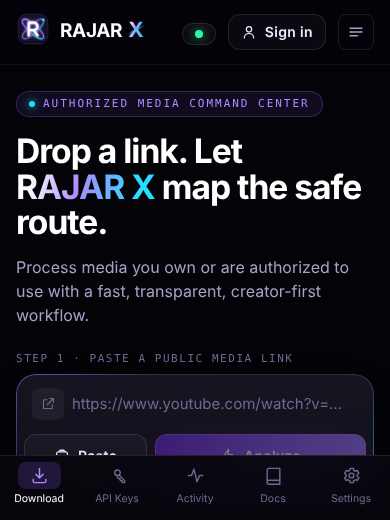 RAJAR X
Sign in
AUTHORIZED MEDIA COMMAND CENTER
Drop a link. Let
RAJAR X map the safe
route.
Process media you own or are authorized to
use with a fast, transparent, creator-first
workflow.
STEP 1 · PASTE A PUBLIC MEDIA LINK
https://www.youtube.com/watch?v=...
Paste
Analyze
Download
API Keys
Activity
Docs
Settings